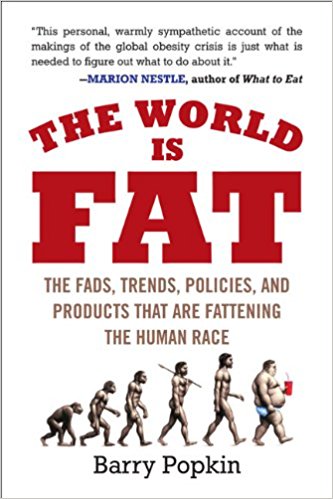 "This personal, warmly sympathetic account of the
makings of the global obesity crisis is just what is
needed to figure out what to do about it."
—MARION NESTLE, author of What to Eat
THE WORLD
IS
FAT
THE FADS, TRENDS, POLICIES, AND
PRODUCTS THAT ARE FATTENING
THE HUMAN RACE
Barry Popkin